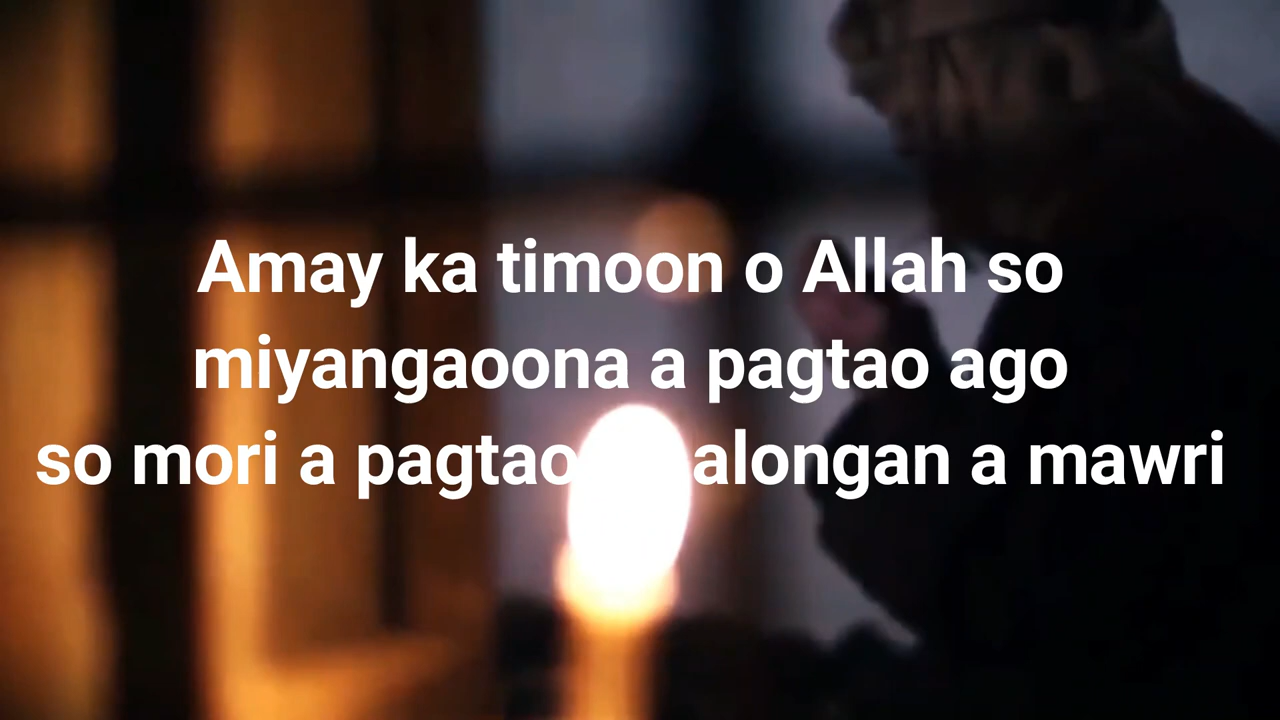 Amay ka timoon o Allah so
miyangaoona a pagtao ago
so mori a pagtao alongan a mawri